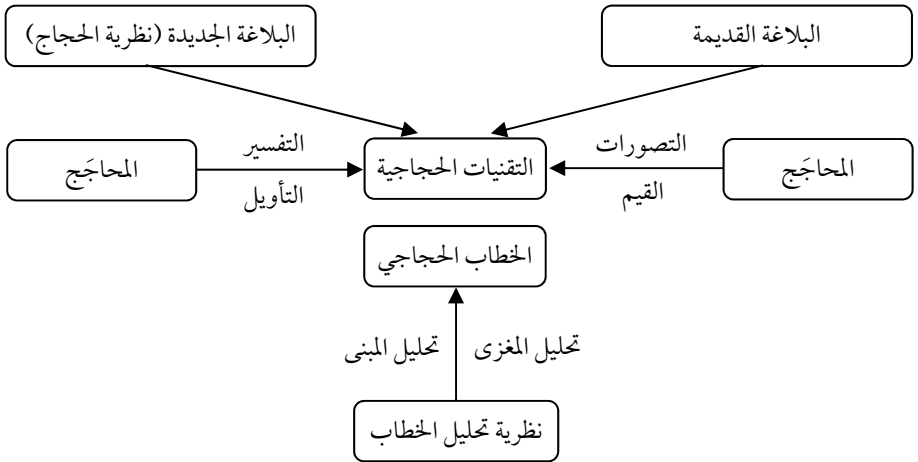 البلاغة القديمة
البلاغة الجديدة (نظرية الحجاج)
المحاجَج
التصورات
القيم
التقنيات الحجاجية
التفسير
التأويل
المحاجَج
الخطاب الحجاجي
تحليل المغزى
تحليل المبنى
نظرية تحليل الخطاب